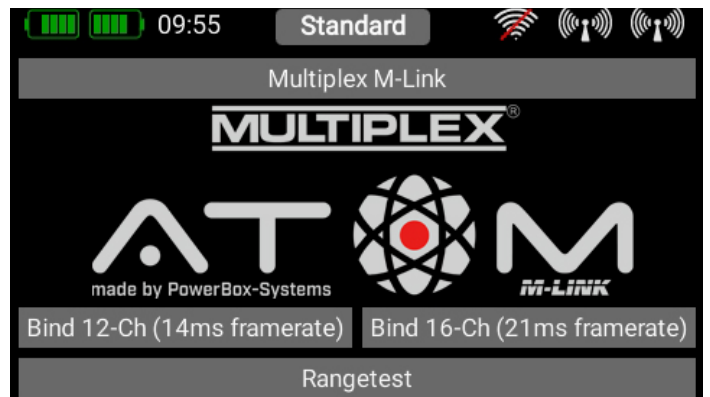 09:55 Standard
Multiplex M-Link
MULTIPLEX®
ATOM
made by PowerBox-Systems M-LINK
Bind 12-Ch (14ms framerate) Bind 16-Ch (21ms framerate)
Rangetest